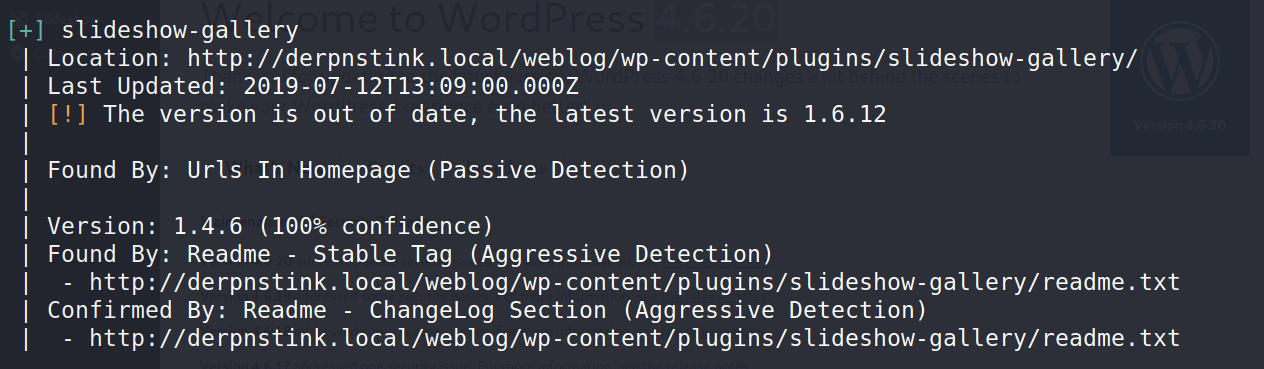 Welcome to WordPress 4.6.20
[+] slideshow-gallery
| Location: http://derpnstink.local/weblog/wp-content/plugins/slideshow-gallery/
| Last Updated: 2019-07-12T13:09:00.000Z
| [!] The version is out of date, the latest version is 1.6.12
|
| Found By: Urls In Homepage (Passive Detection)
|
| Version: 1.4.6 (100% confidence)
| Found By: Readme - Stable Tag (Aggressive Detection)
|  - http://derpnstink.local/weblog/wp-content/plugins/slideshow-gallery/readme.txt
| Confirmed By: Readme - ChangeLog Section (Aggressive Detection)
|  - http://derpnstink.local/weblog/wp-content/plugins/slideshow-gallery/readme.txt
Version 4.6.20